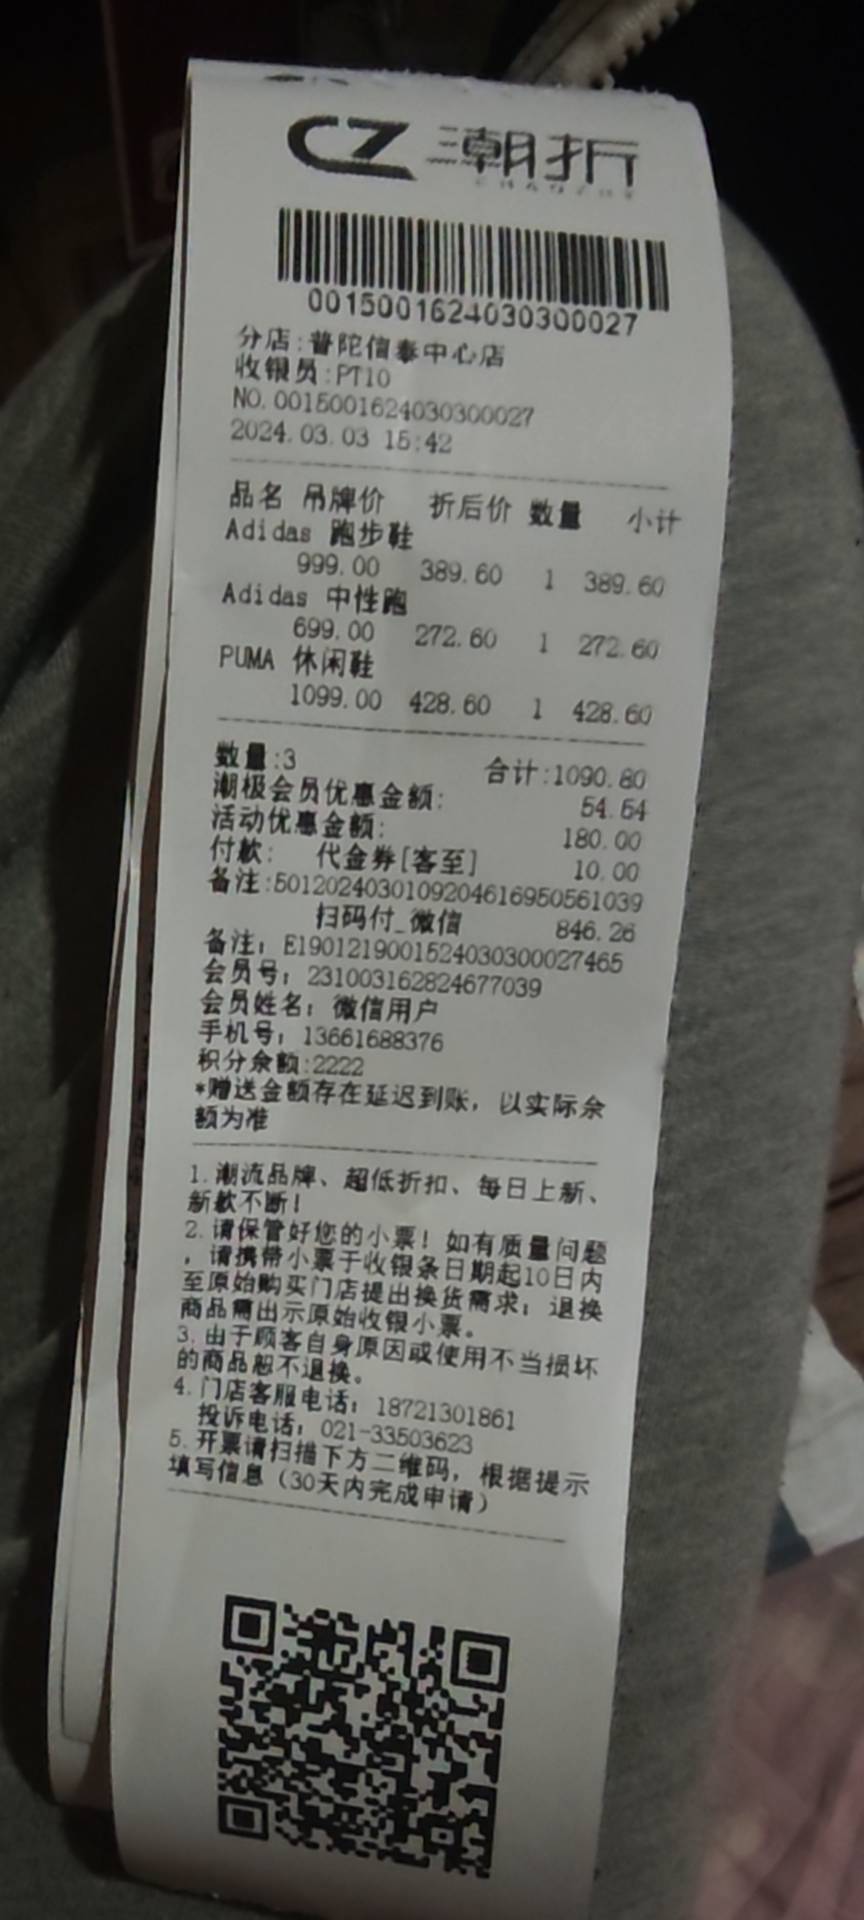 CZ 潮折
0015001624030300027
分店:普陀信泰中心店
收银员:PT10
NO.0015001624030300027
2024.03.03 15:42
品名 吊牌价 折后价 数量 小计
Adidas 跑步鞋
999.00 389.60 1 389.60
Adidas 中性跑
699.00 272.60 1 272.60
PUMA 休闲鞋
1099.00 428.60 1 428.60
数量:3 合计:1090.80
潮极会员优惠金额: 54.54
活动优惠金额: 180.00
付款: 代金券[客至] 10.00
备注:5012024030109204616950561039
扫码付_微信 846.26
备注: E1901219001524030300027465
会员号: 231003162824677039
会员姓名: 微信用户
手机号: 13661688376
积分余额:2222
*赠送金额存在延迟到账，以实际余
额为准
1.潮流品牌、超低折扣、每日上新、
新款不断!
2.请保管好您的小票! 如有质量问题
，请携带小票于收银条日期起10日内
至原始购买门店提出换货需求; 退换
商品需出示原始收银小票。
3.由于顾客自身原因或使用不当损坏
的商品恕不退换。
4.门店客服电话: 18721301861
投诉电话: 021-33503623
5.开票请扫描下方二维码，根据提示
填写信息（30天内完成申请）